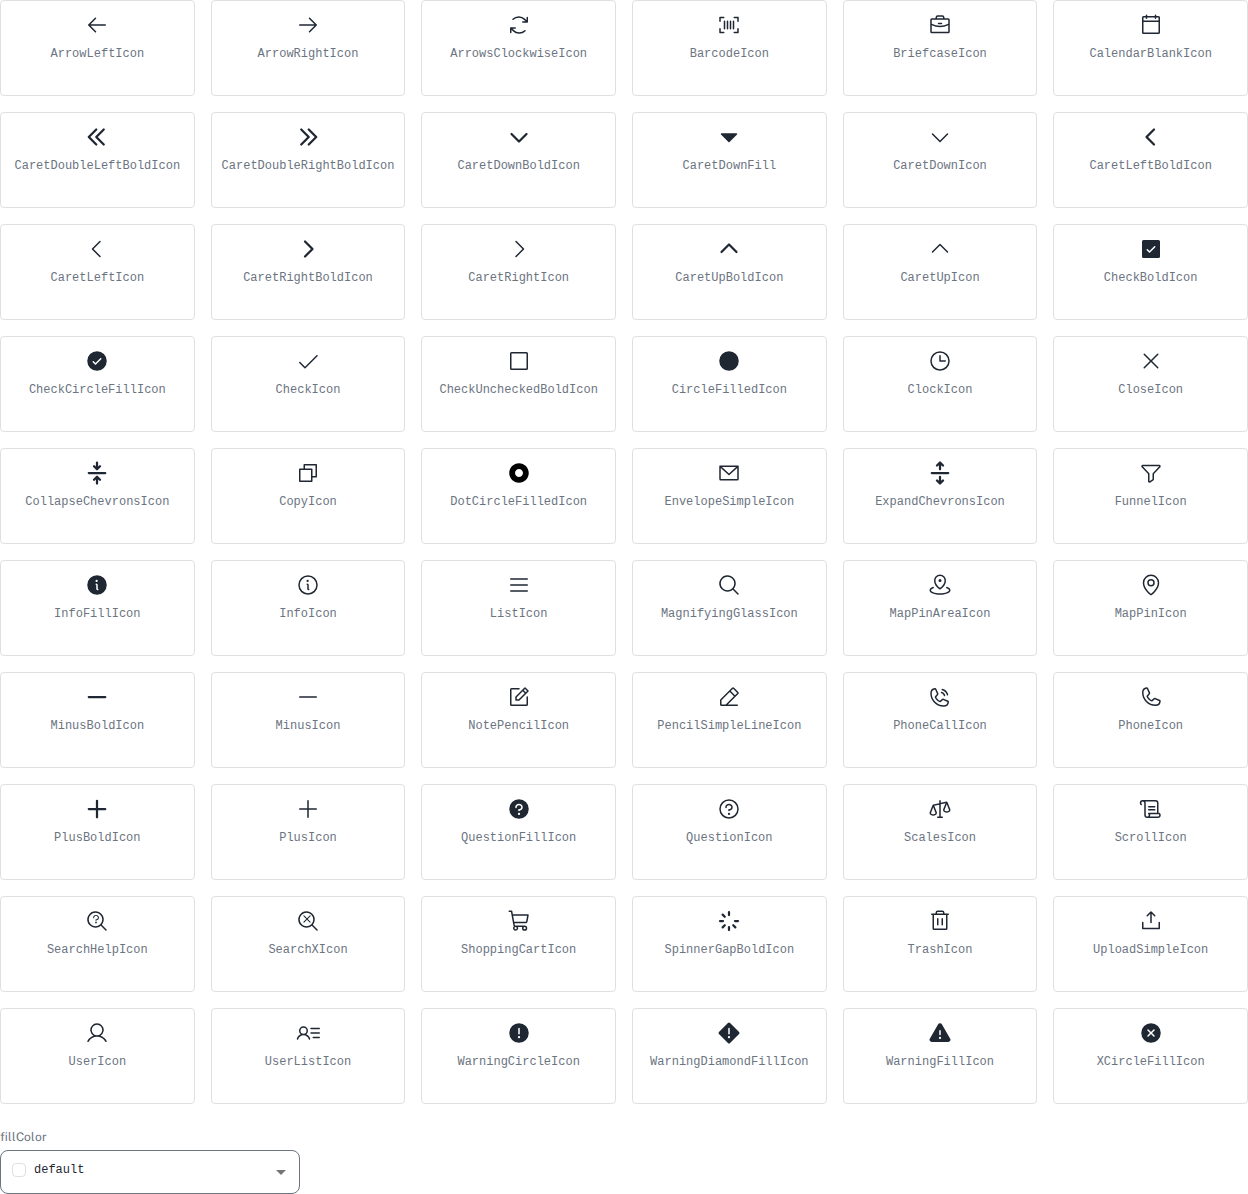 ArrowLeftIcon
ArrowRightIcon
ArrowsClockwiseIcon
BarcodeIcon
BriefcaseIcon
CalendarBlankIcon
CaretDoubleLeftBoldIcon
CaretDoubleRightBoldIcon
CaretDownBoldIcon
CaretDownFill
CaretDownIcon
CaretLeftBoldIcon
CaretLeftIcon
CaretRightBoldIcon
CaretRightIcon
CaretUpBoldIcon
CaretUpIcon
CheckBoldIcon
CheckCircleFillIcon
CheckIcon
CheckUncheckedBoldIcon
CircleFilledIcon
ClockIcon
CloseIcon
CollapseChevronsIcon
CopyIcon
DotCircleFilledIcon
EnvelopeSimpleIcon
ExpandChevronsIcon
FunnelIcon
InfoFillIcon
InfoIcon
ListIcon
MagnifyingGlassIcon
MapPinAreaIcon
MapPinIcon
MinusBoldIcon
MinusIcon
NotePencilIcon
PencilSimpleLineIcon
PhoneCallIcon
PhoneIcon
PlusBoldIcon
PlusIcon
QuestionFillIcon
QuestionIcon
ScalesIcon
ScrollIcon
SearchHelpIcon
SearchXIcon
ShoppingCartIcon
SpinnerGapBoldIcon
TrashIcon
UploadSimpleIcon
UserIcon
UserListIcon
WarningCircleIcon
WarningDiamondFillIcon
WarningFillIcon
XCircleFillIcon
fillColor
default